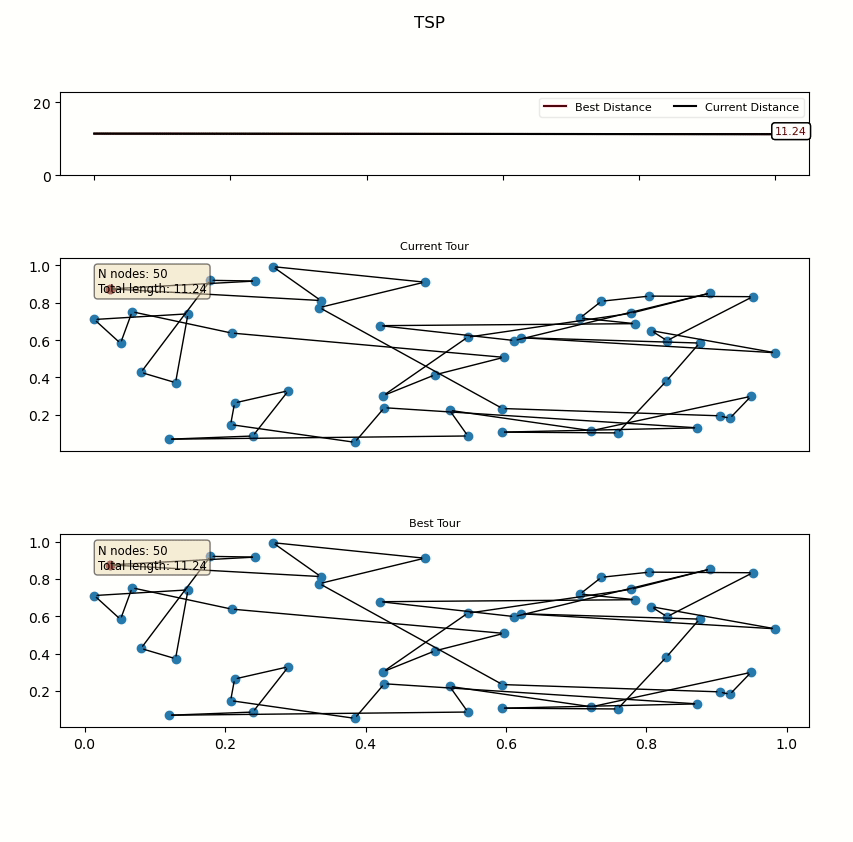 TSP
20
0
Best Distance
Current Distance
11.24
Current Tour
1.0
0.8
0.6
0.4
0.2
N nodes: 50
Total length: 11.24
Best Tour
1.0
0.8
0.6
0.4
0.2
N nodes: 50
Total length: 11.24
0.0
0.2
0.4
0.6
0.8
1.0